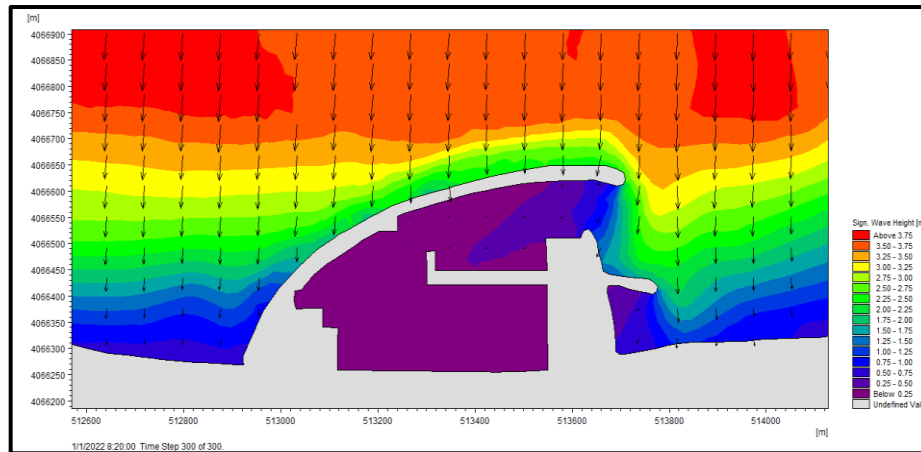 [m]
4066900
4066850
4066800
4066750
4066700
4066650
4066600
4066550
4066500
4066450
4066400
4066350
4066300
4066250
4066200
512600 512800 513000 513200 513400 513600 513800 514000
[m]
Sign. Wave Height [m
Above 3.75
3.50 - 3.75
3.25 - 3.50
3.00 - 3.25
2.75 - 3.00
2.50 - 2.75
2.25 - 2.50
2.00 - 2.25
1.75 - 2.00
1.50 - 1.75
1.25 - 1.50
1.00 - 1.25
0.75 - 1.00
0.50 - 0.75
0.25 - 0.50
Below 0.25
Undefined Val
1/1/2022 8:20:00 Time Step 300 of 300.